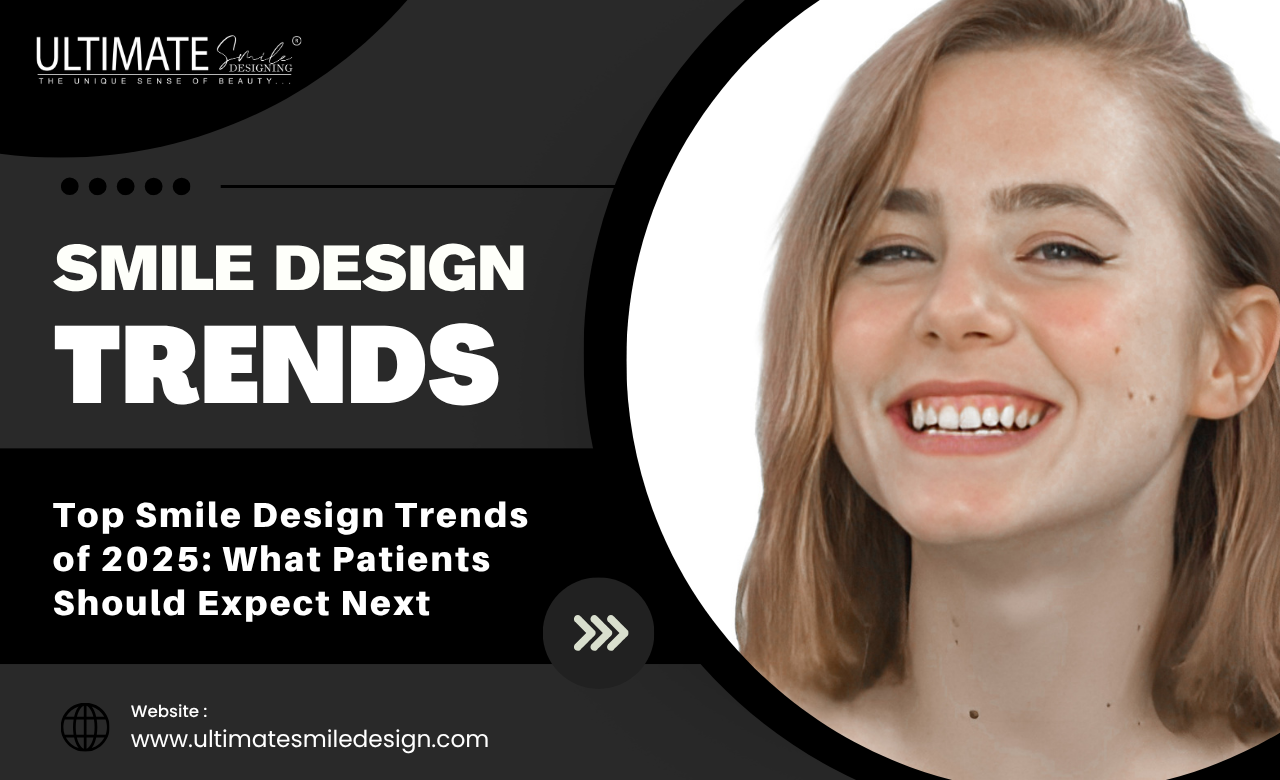 ULTIMATE Smile ®
DESIGNING
THE UNIQUE SENSE OF BEAUTY...
SMILE DESIGN
TRENDS
Top Smile Design Trends
of 2025: What Patients
Should Expect Next
Website :
www.ultimatesmiledesign.com